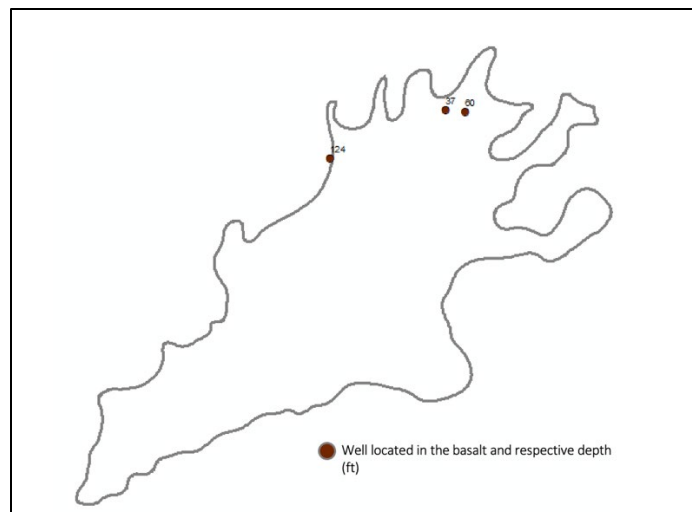 37 60
124
Well located in the basalt and respective depth
(ft)